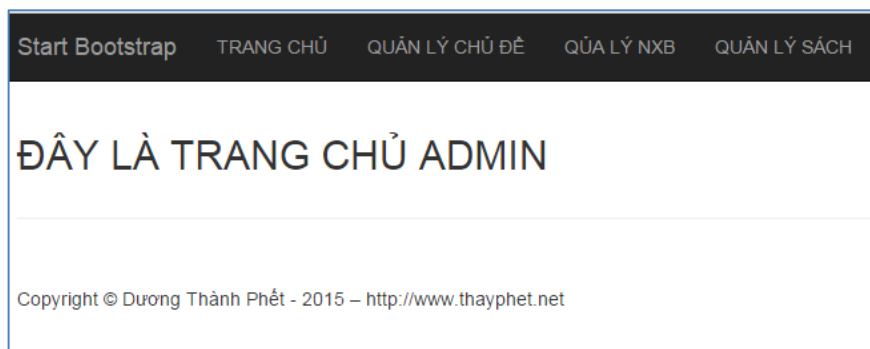 Start Bootstrap TRANG CHỦ QUẢN LÝ CHỦ ĐỀ QỦA LÝ NXB QUẢN LÝ SÁCH
ĐÂY LÀ TRANG CHỦ ADMIN
Copyright © Dương Thành Phết - 2015 – http://www.thayphet.net